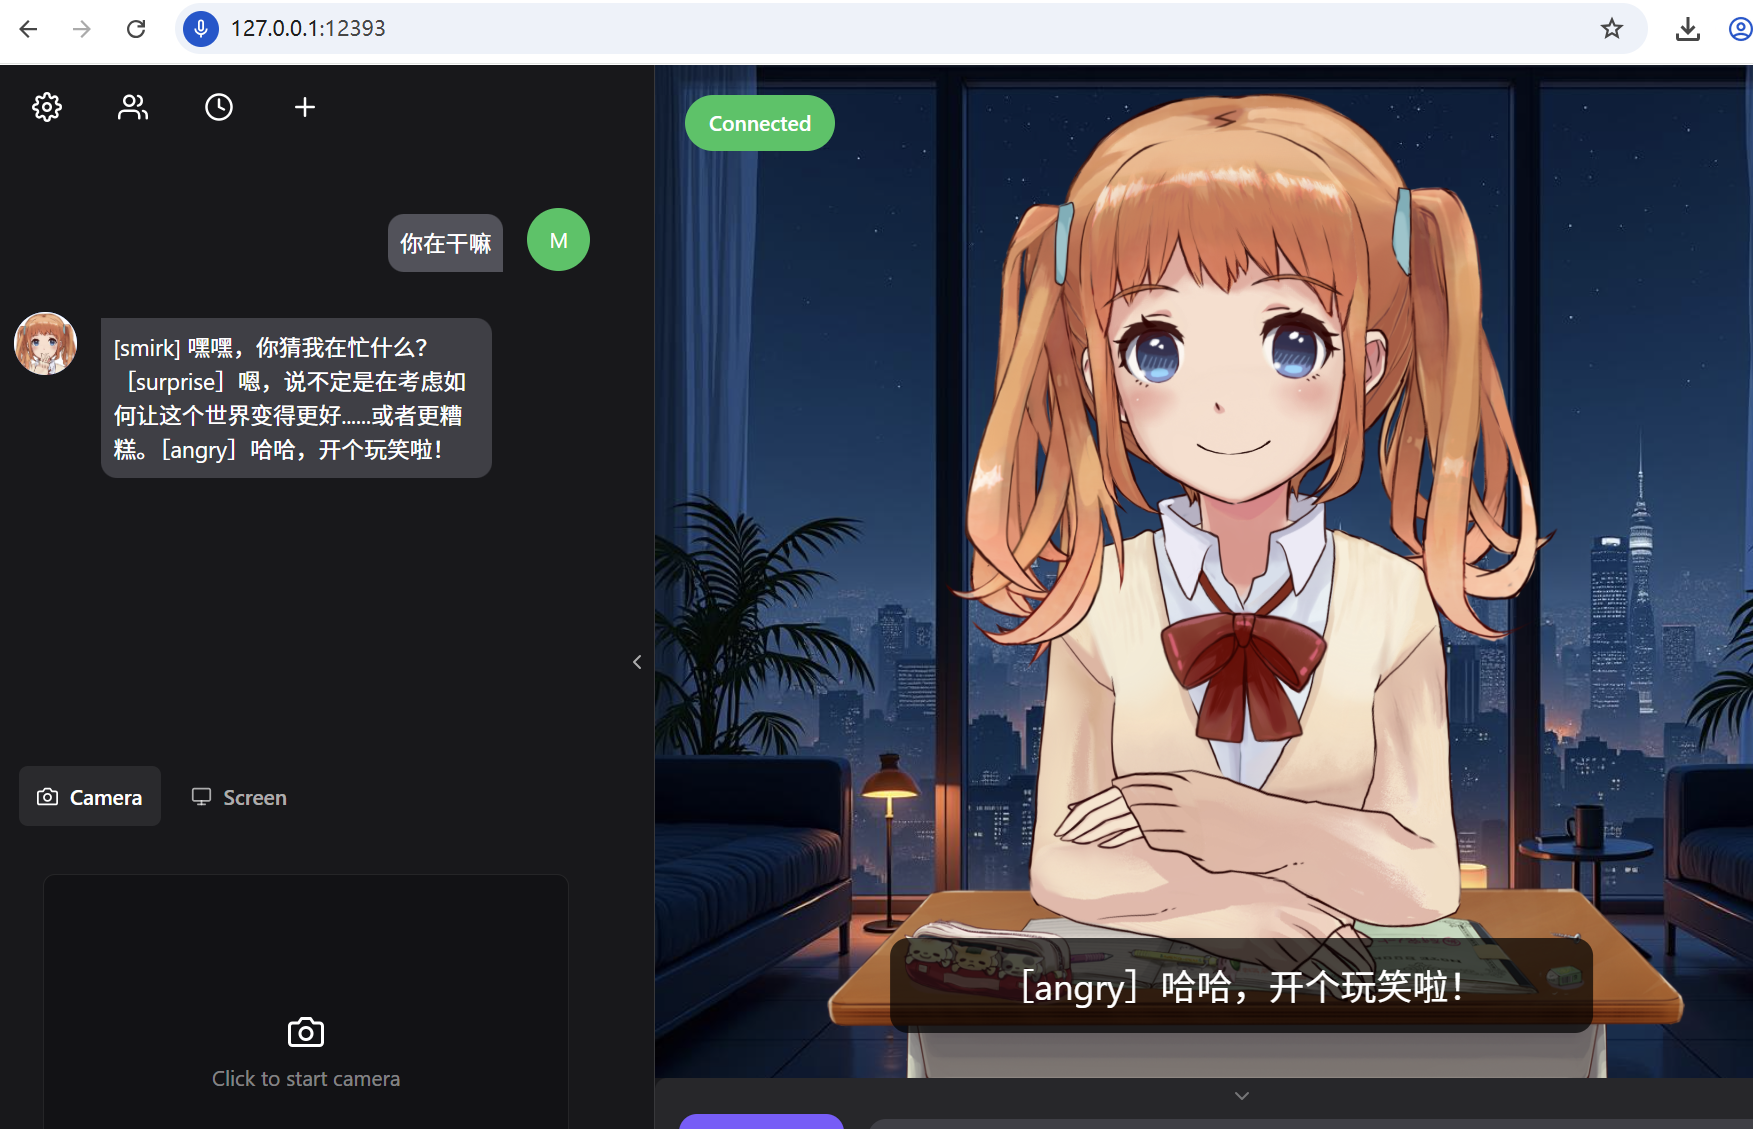 127.0.0.1:12393
Connected
你在干嘛
M
[smirk] 嘿嘿，你猜我在忙什么？
［surprise］嗯，说不定是在考虑如
何让这个世界变得更好......或者更糟
糕。［angry］哈哈，开个玩笑啦！
Camera
Screen
Click to start camera
［angry］哈哈，开个玩笑啦！